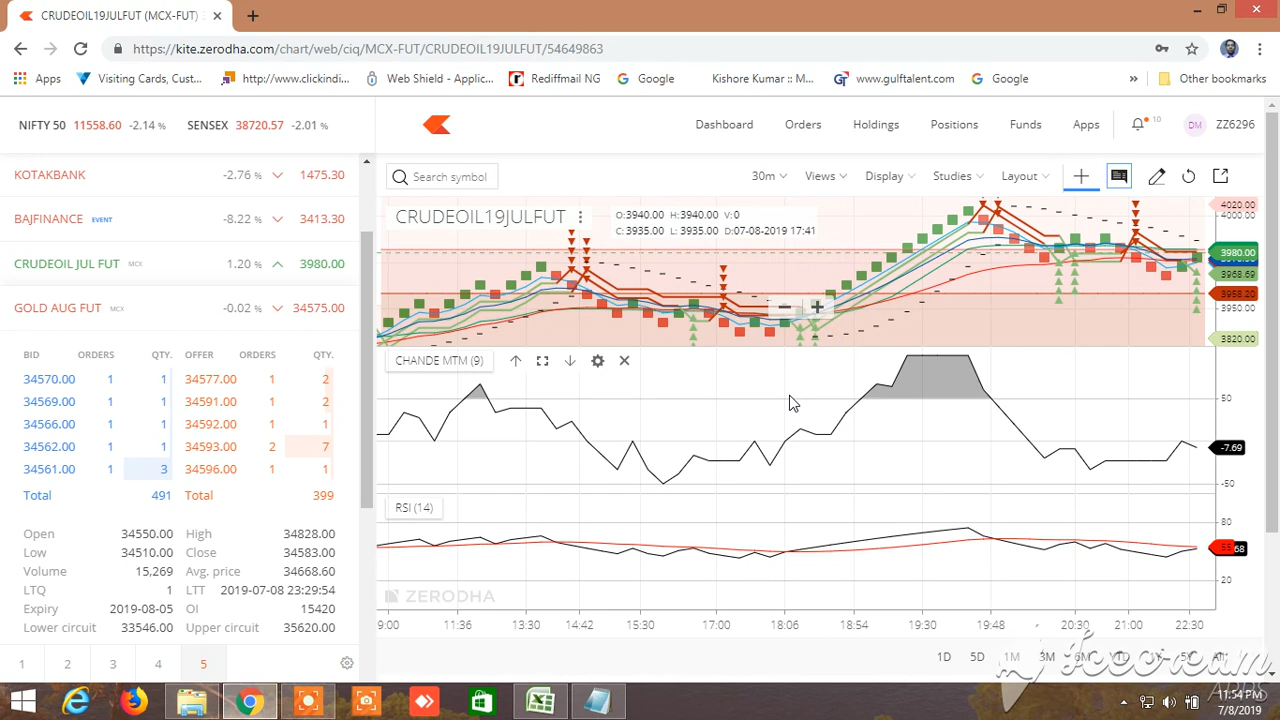 CRUDEOIL19JULFUT (MCX-FUT)
https://kite.zerodha.com/chart/web/ciq/MCX-FUT/CRUDEOIL19JULFUT/54649863
Apps Visiting Cards, Cust... http://www.clickindi... Web Shield - Applic... Rediffmail NG Google Kishore Kumar :: M... www.gulftalent.com Google » Other bookmarks
NIFTY 50 11558.60 -2.14 % SENSEX 38720.57 -2.01 %
Dashboard Orders Holdings Positions Funds Apps 10 DM ZZ6296
KOTAKBANK -2.76 % 1475.30
BAJFINANCE EVENT -8.22 % 3413.30
CRUDEOIL JUL FUT MCX 1.20 % 3980.00
GOLD AUG FUT MCX -0.02 % 34575.00
BID ORDERS QTY. OFFER ORDERS QTY.
34570.00 1 1 34577.00 1 2
34569.00 1 1 34591.00 1 2
34566.00 1 1 34592.00 1 1
34562.00 1 1 34593.00 2 7
34561.00 1 3 34596.00 1 1
Total 491 Total 399
Open 34550.00 High 34828.00
Low 34510.00 Close 34583.00
Volume 15,269 Avg. price 34668.60
LTQ 1 LTT 2019-07-08 23:29:54
Expiry 2019-08-05 OI 15420
Lower circuit 33546.00 Upper circuit 35620.00
1 2 3 4 5
Search symbol 30m Views Display Studies Layout
CRUDEOIL19JULFUT
O:3940.00 H:3940.00 V:0
C:3935.00 L:3935.00 D:07-08-2019 17:41
4020.00
4000.00
3980.00
3968.69
3958.20
3950.00
3820.00
CHANDE MTM (9)
50
-7.69
-50
RSI (14)
80
20
ZERODHA
9:00 11:36 13:30 14:42 15:30 17:00 18:06 18:54 19:30 19:48 20:30 21:00 22:30
1D 5D 1M 3M 6M YTD 1Y 5Y All
Icecream
APPS
11:54 PM
7/8/2019